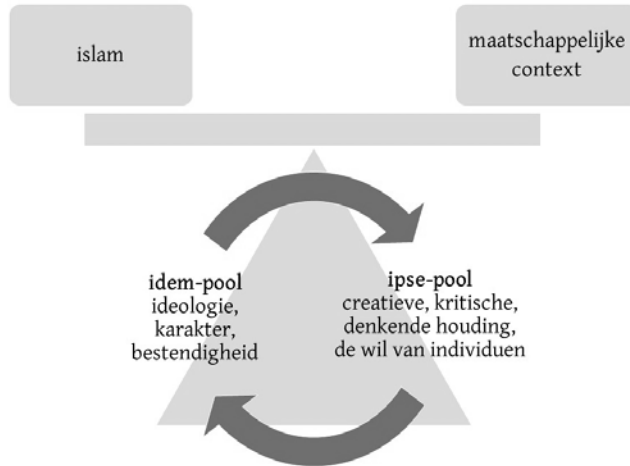 islam
maatschappelijke
context
idem-pool
ideologie,
karakter,
bestendigheid
ipse-pool
creatieve, kritische,
denkende houding,
de wil van individuen